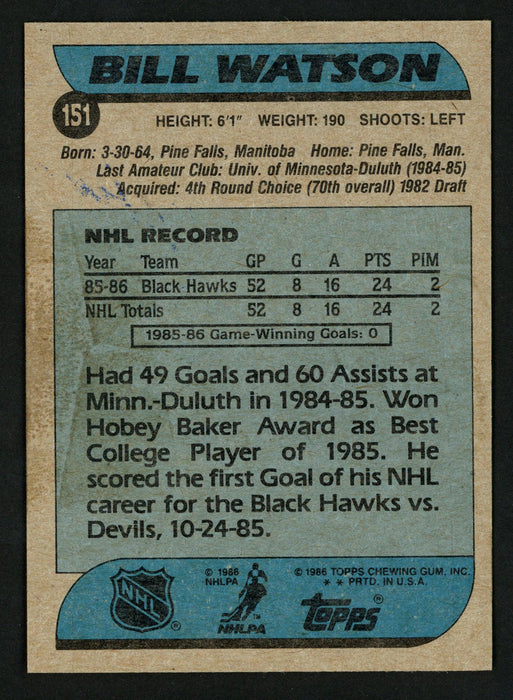 BILL WATSON
151
HEIGHT: 6'1" WEIGHT: 190 SHOOTS: LEFT
Born: 3-30-64, Pine Falls, Manitoba Home: Pine Falls, Man.
Last Amateur Club: Univ. of Minnesota-Duluth (1984-85)
Acquired: 4th Round Choice (70th overall) 1982 Draft
NHL RECORD
Year Team GP G A PTS PIM
85-86 Black Hawks 52 8 16 24 2
NHL Totals 52 8 16 24 2
1985-86 Game-Winning Goals: 0
Had 49 Goals and 60 Assists at
Minn.-Duluth in 1984-85. Won
Hobey Baker Award as Best
College Player of 1985. He
scored the first Goal of his NHL
career for the Black Hawks vs.
Devils, 10-24-85.
NHL ®
© 1986
NHLPA
™
NHLPA
© 1986 TOPPS CHEWING GUM, INC.
* * PRTD. IN U.S.A.
TOPPS ®